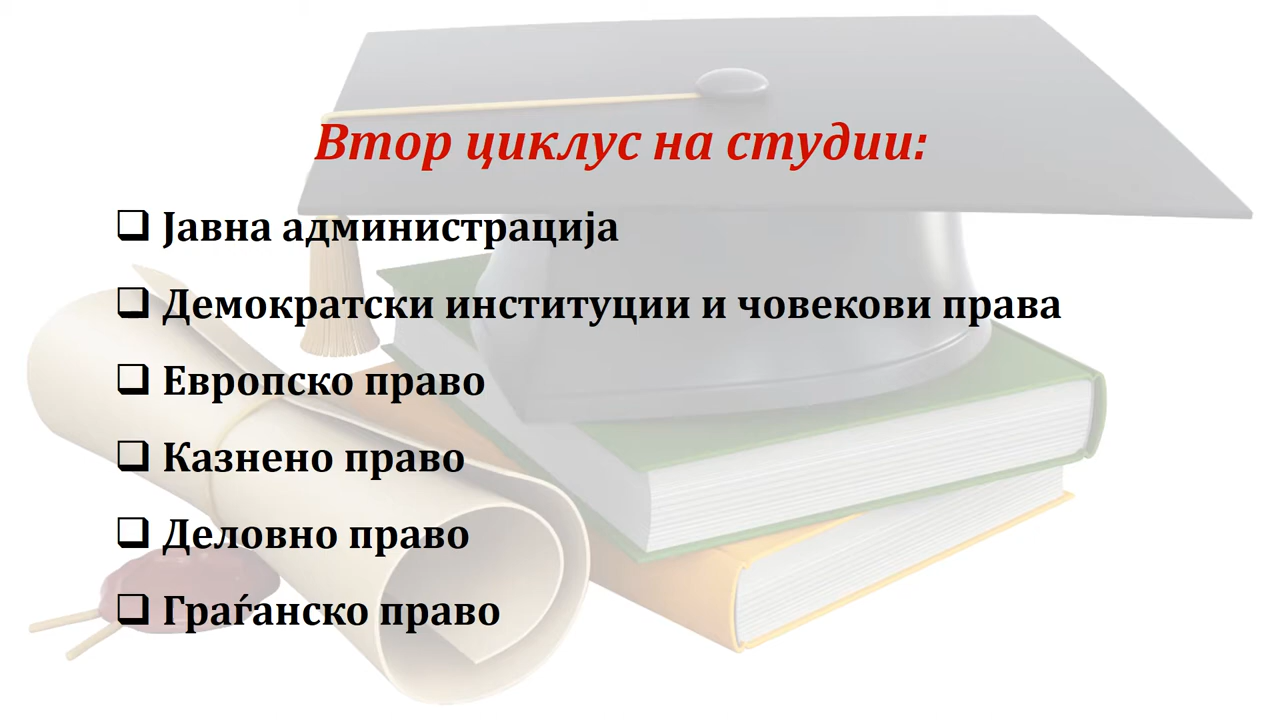 Втор циклус на студии:
❑ Јавна администрација
❑ Демократски институции и човекови права
❑ Европско право
❑ Казнено право
❑ Деловно право
❑ Граѓанско право